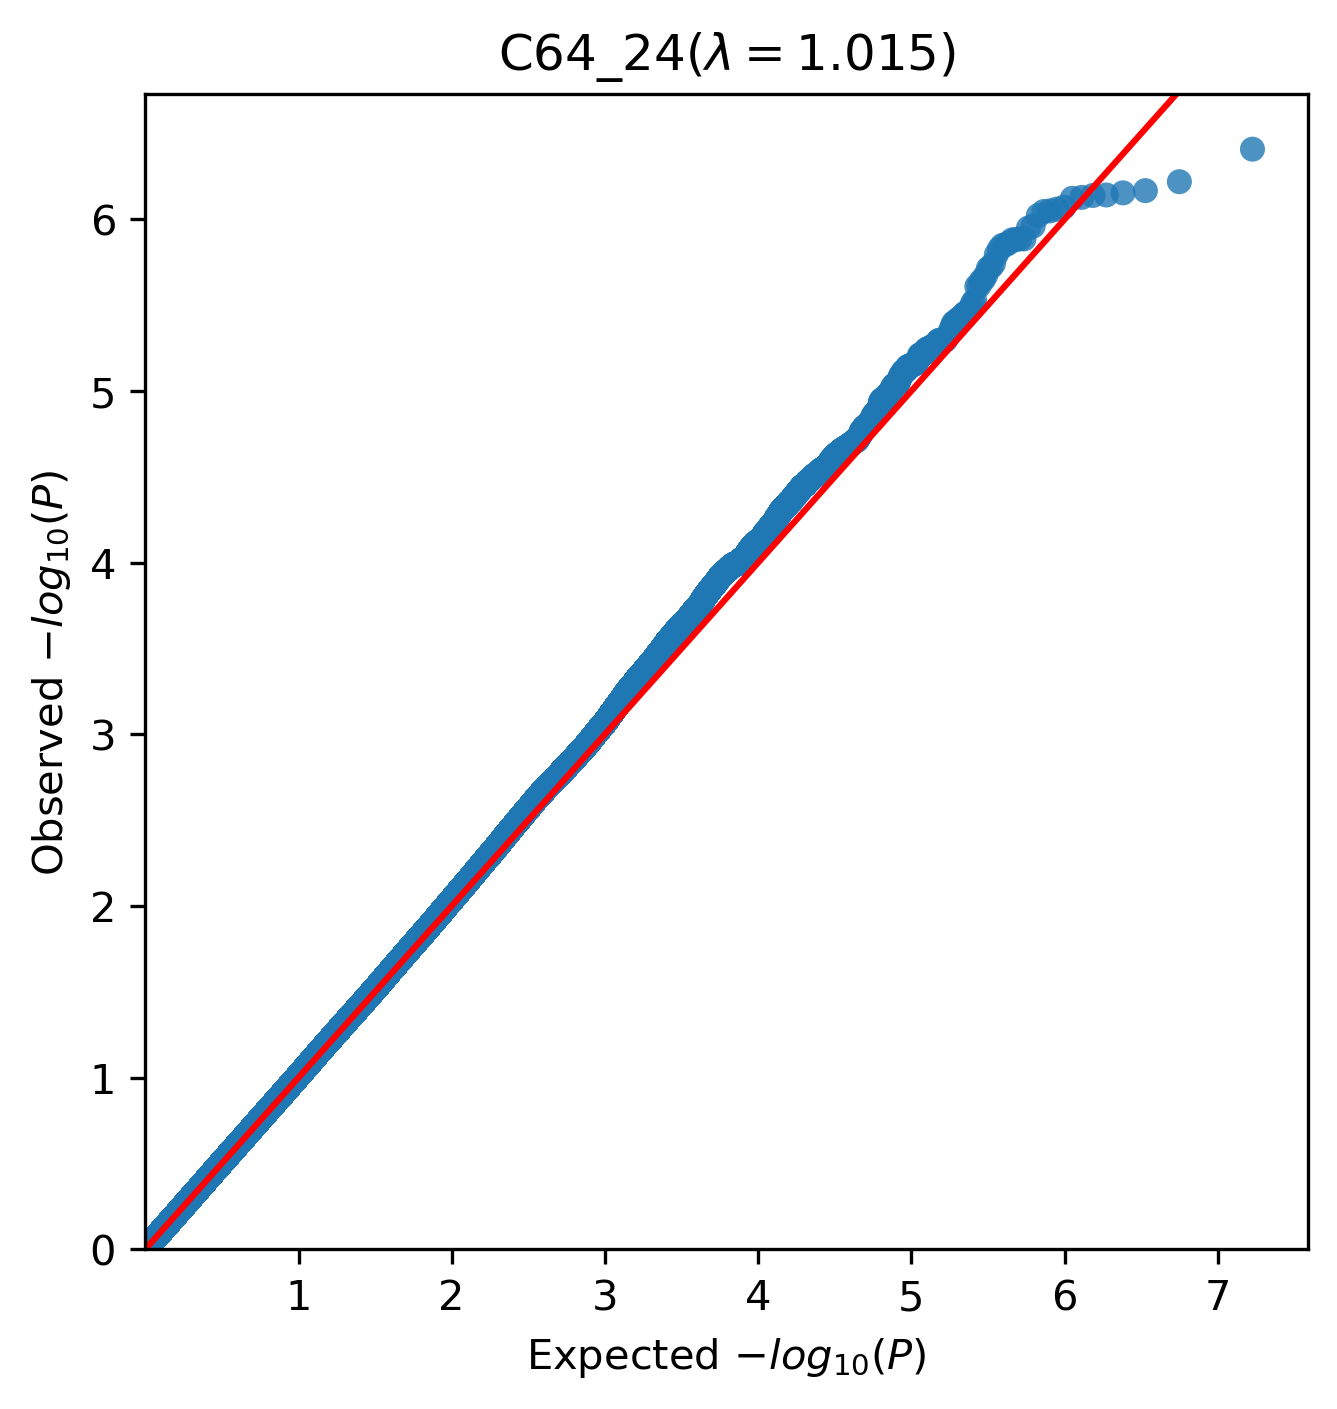 C64_24(λ = 1.015)
6
5
4
3
2
1
0
Observed −log₁₀(P)
1 2 3 4 5 6 7
Expected −log₁₀(P)